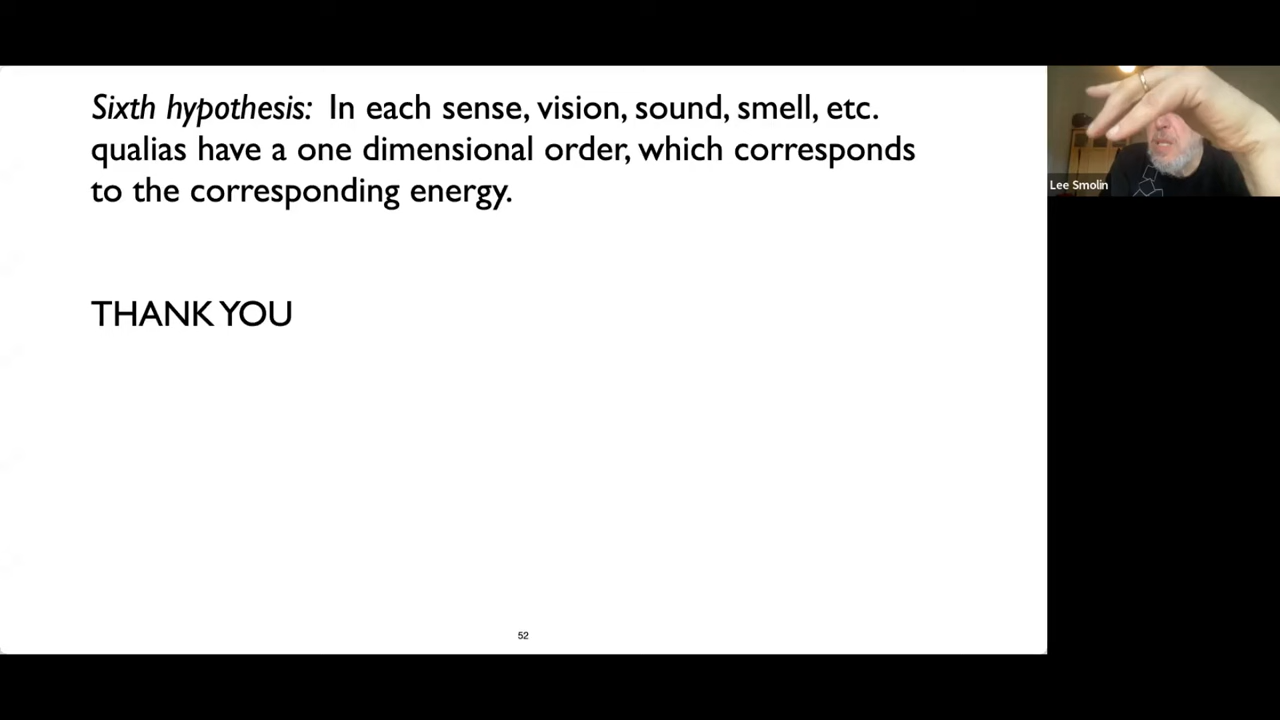 Sixth hypothesis: In each sense, vision, sound, smell, etc.
qualias have a one dimensional order, which corresponds
to the corresponding energy.
THANK YOU
52
Lee Smolin